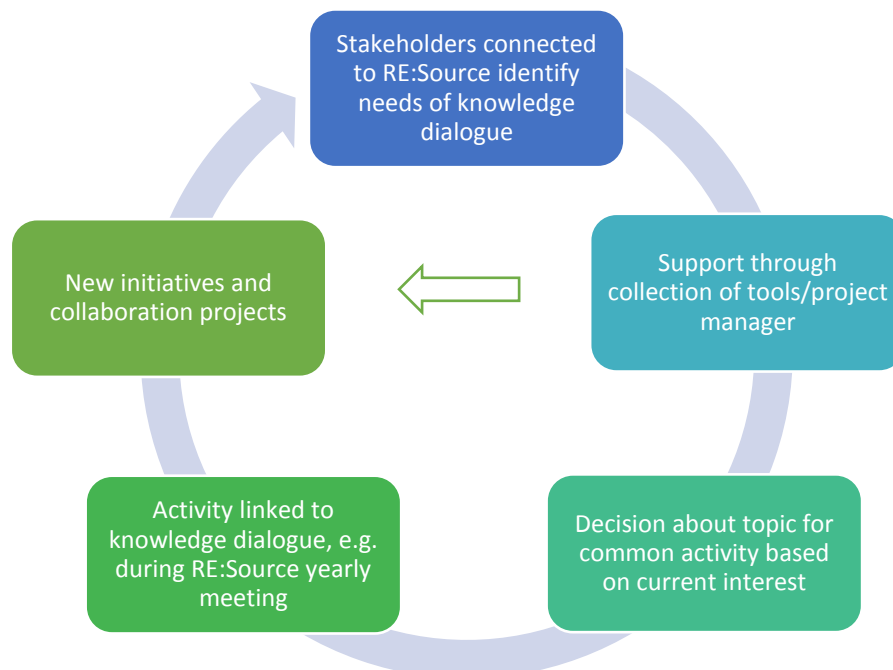 Stakeholders connected
to RE:Source identify
needs of knowledge
dialogue
Support through
collection of tools/project
manager
Decision about topic for
common activity based
on current interest
Activity linked to
knowledge dialogue, e.g.
during RE:Source yearly
meeting
New initiatives and
collaboration projects